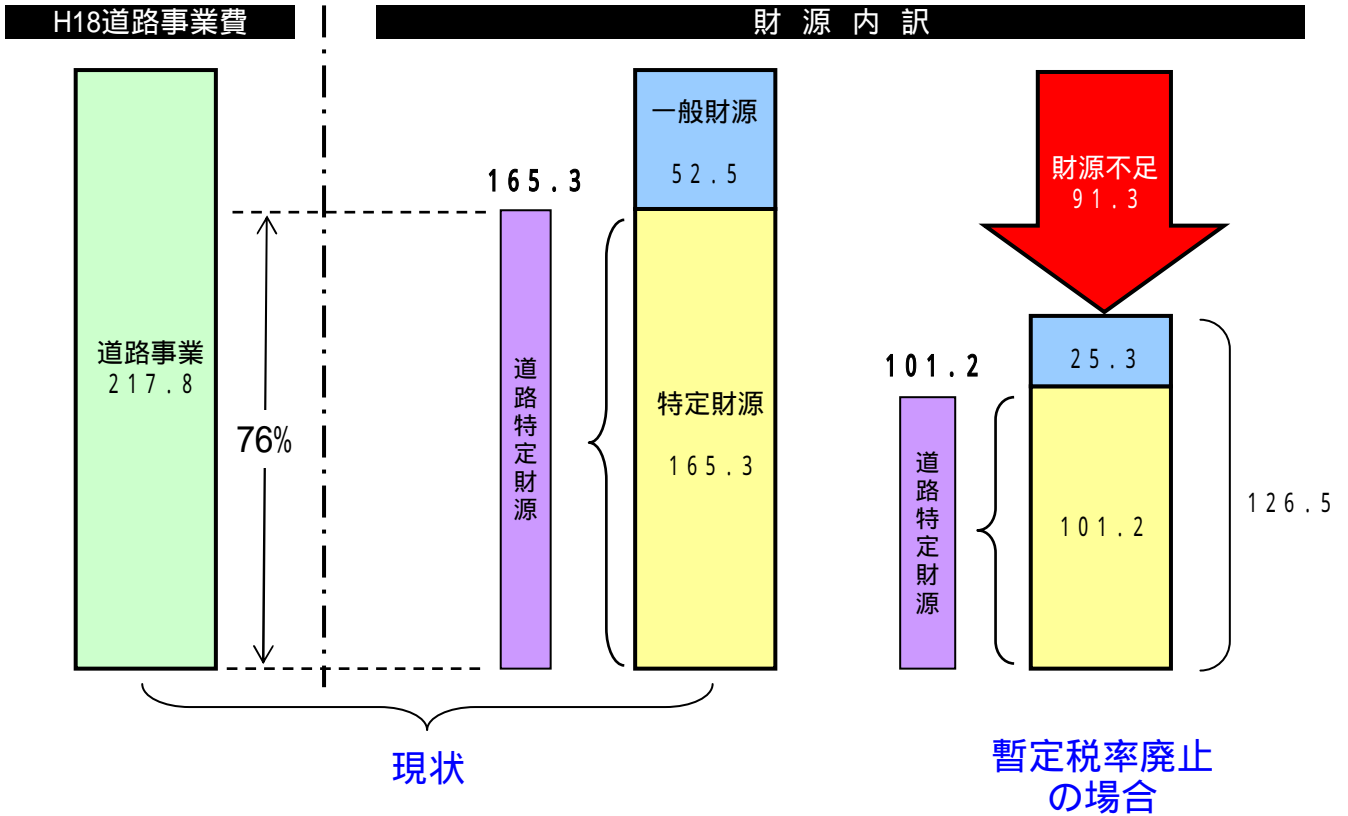 H18道路事業費
財源内訳
道路事業
217.8
76%
165.3
道路特定財源
一般財源
52.5
特定財源
165.3
現状
財源不足
91.3
101.2
道路特定財源
25.3
101.2
126.5
暫定税率廃止
の場合